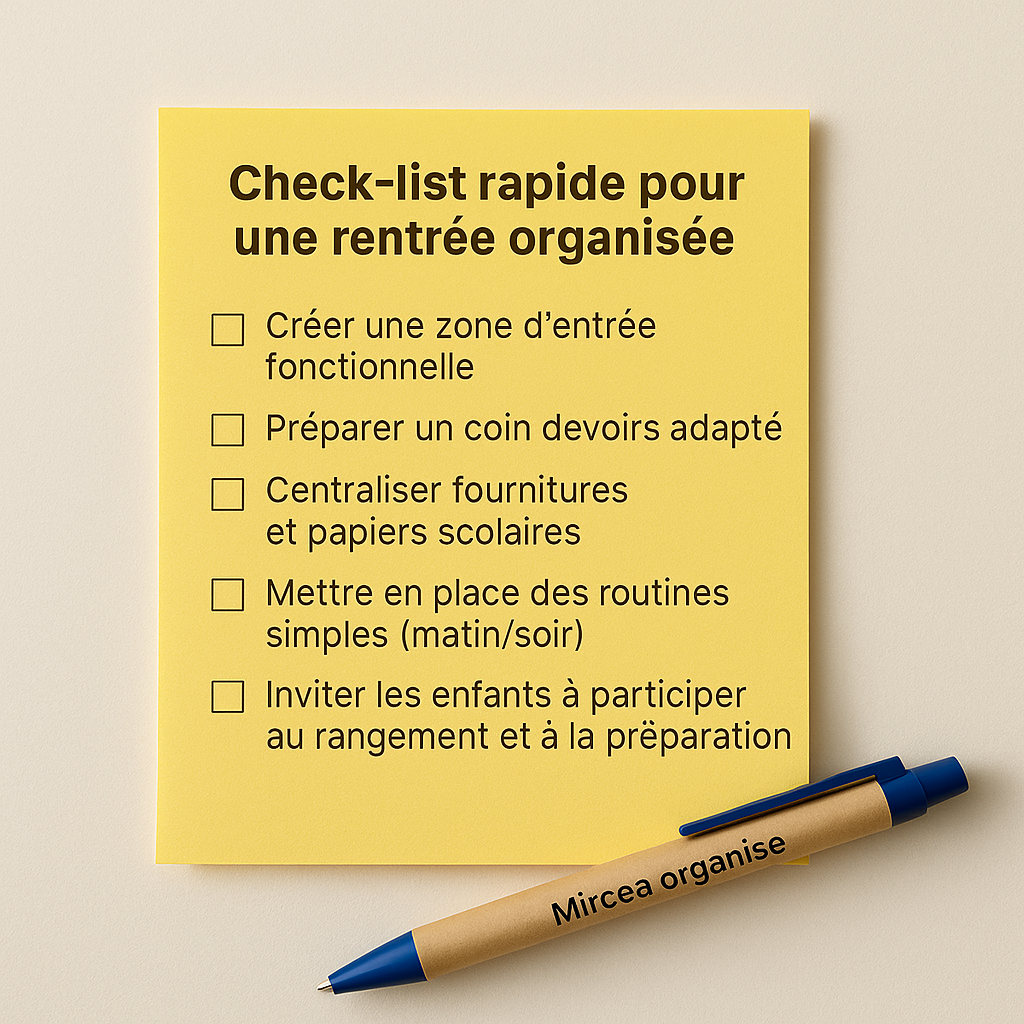 Check-list rapide pour
une rentrée organisée
☐ Créer une zone d’entrée
fonctionnelle
☐ Préparer un coin devoirs adapté
☐ Centraliser fournitures
et papiers scolaires
☐ Mettre en place des routines
simples (matin/soir)
☐ Inviter les enfants à participer
au rangement et ȧ la prëparation
Mircea organise